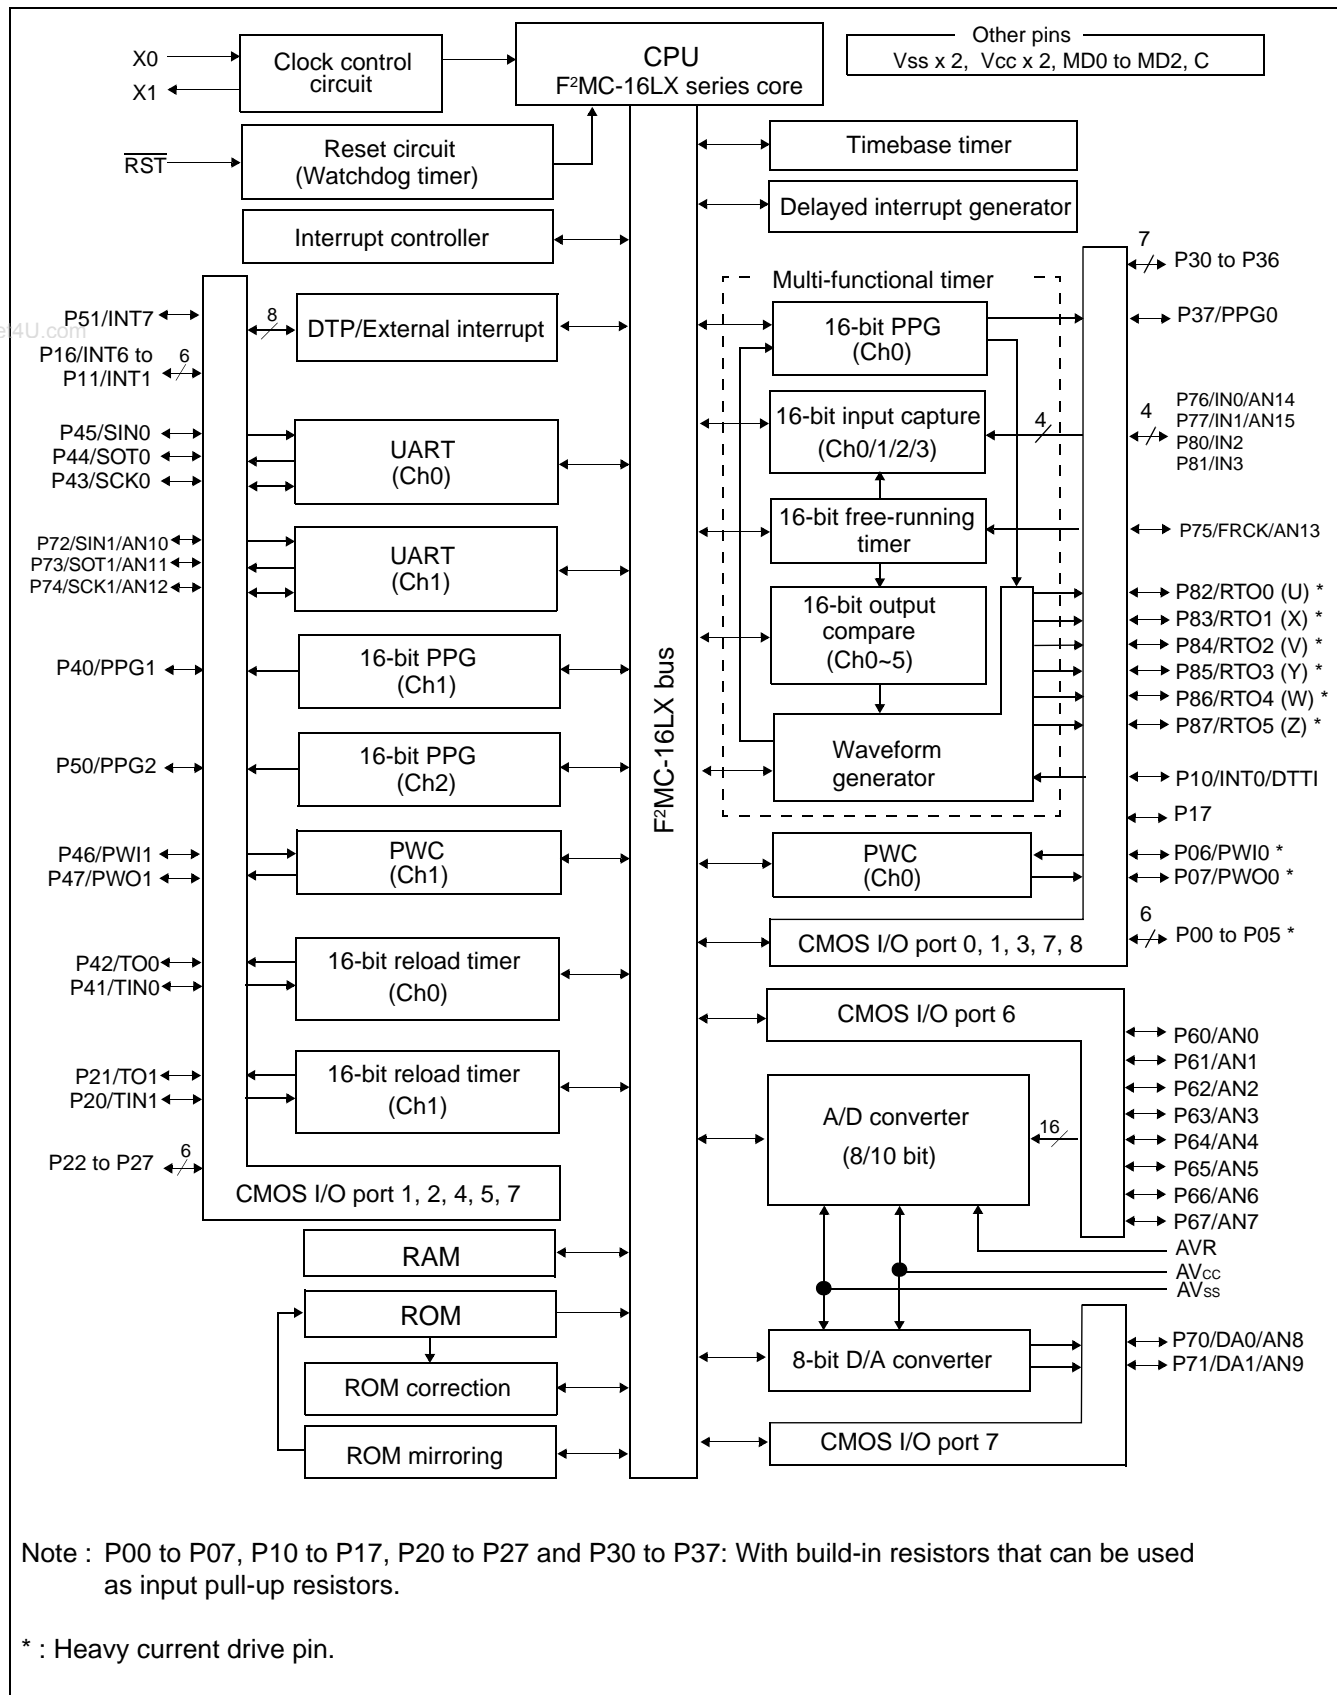 Other pins
Vss x 2, Vcc x 2, MD0 to MD2, C
X0
X1
Clock control
circuit
CPU
F²MC-16LX series core
RST
Reset circuit
(Watchdog timer)
Timebase timer
Delayed interrupt generator
Interrupt controller
F²MC-16LX bus
et4U.com
P51/INT7
8
DTP/External interrupt
P16/INT6 to
P11/INT1
6
P45/SIN0
P44/SOT0
P43/SCK0
UART
(Ch0)
P72/SIN1/AN10
P73/SOT1/AN11
P74/SCK1/AN12
UART
(Ch1)
P40/PPG1
16-bit PPG
(Ch1)
P50/PPG2
16-bit PPG
(Ch2)
P46/PWI1
P47/PWO1
PWC
(Ch1)
P42/TO0
P41/TIN0
16-bit reload timer
(Ch0)
P21/TO1
P20/TIN1
16-bit reload timer
(Ch1)
P22 to P27
6
CMOS I/O port 1, 2, 4, 5, 7
RAM
ROM
ROM correction
ROM mirroring
Multi-functional timer
16-bit PPG
(Ch0)
16-bit input capture
(Ch0/1/2/3)
4
16-bit free-running
timer
16-bit output
compare
(Ch0~5)
Waveform
generator
PWC
(Ch0)
CMOS I/O port 0, 1, 3, 7, 8
7
P30 to P36
P37/PPG0
4
P76/IN0/AN14
P77/IN1/AN15
P80/IN2
P81/IN3
P75/FRCK/AN13
P82/RTO0 (U) *
P83/RTO1 (X) *
P84/RTO2 (V) *
P85/RTO3 (Y) *
P86/RTO4 (W) *
P87/RTO5 (Z) *
P10/INT0/DTTI
P17
P06/PWI0 *
P07/PWO0 *
6
P00 to P05 *
CMOS I/O port 6
A/D converter
(8/10 bit)
16
P60/AN0
P61/AN1
P62/AN2
P63/AN3
P64/AN4
P65/AN5
P66/AN6
P67/AN7
AVR
AVcc
AVss
8-bit D/A converter
P70/DA0/AN8
P71/DA1/AN9
CMOS I/O port 7
Note : P00 to P07, P10 to P17, P20 to P27 and P30 to P37: With build-in resistors that can be used
as input pull-up resistors.
* : Heavy current drive pin.